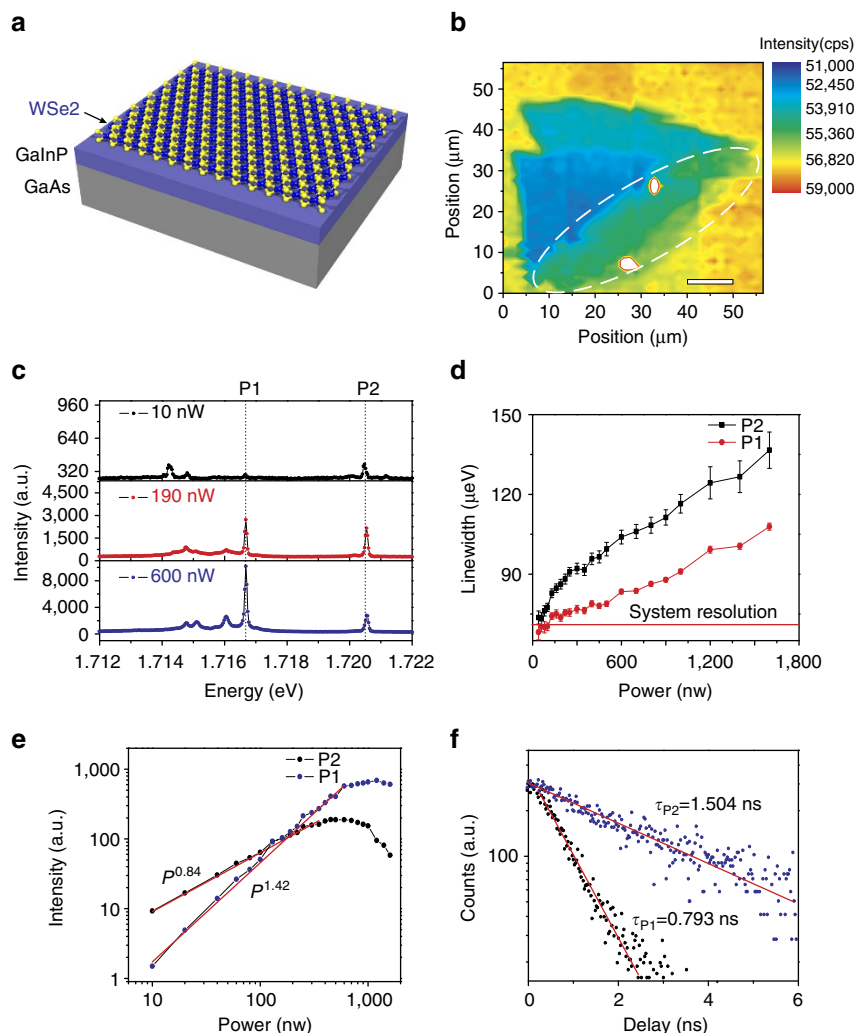 a
WSe2
GaInP
GaAs
b
Intensity(cps)
51,000
52,450
53,910
55,360
56,820
59,000
Position (μm)
50
40
30
20
10
0
0 10 20 30 40 50
Position (μm)
c
P1 P2
Intensity (a.u.)
960
640
320
10 nW
4,500
3,000
1,500
0
190 nW
8,000
4,000
0
600 nW
1.712 1.714 1.716 1.718 1.720 1.722
Energy (eV)
d
Linewidth (μeV)
150
120
90
P2
P1
System resolution
0 600 1,200 1,800
Power (nw)
e
Intensity (a.u.)
1,000
100
10
1
P2
P1
P^0.84
P^1.42
10 100 1,000
Power (nw)
f
Counts (a.u.)
100
τP2=1.504 ns
τP1=0.793 ns
0 2 4 6
Delay (ns)